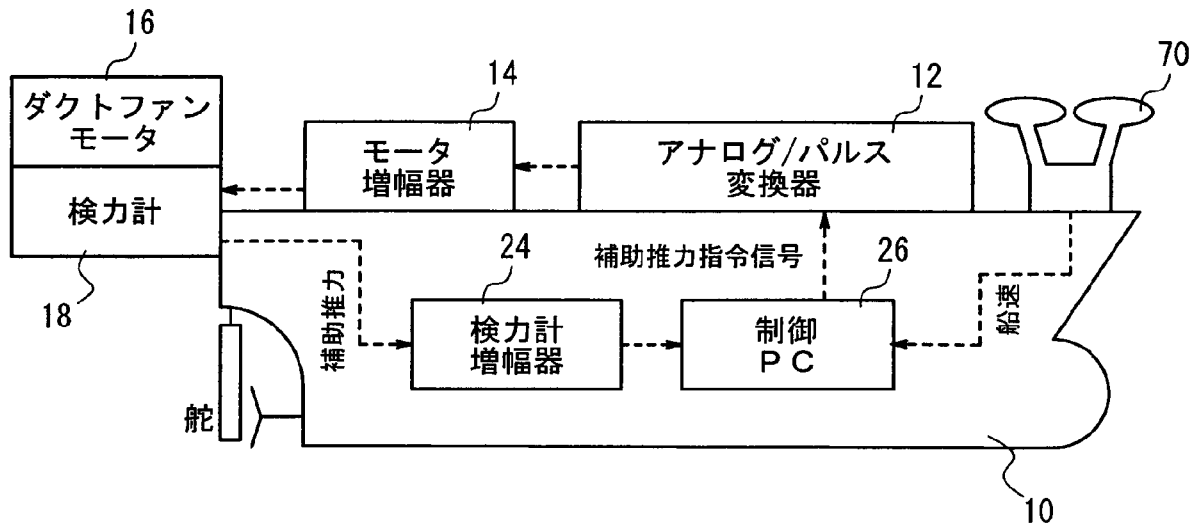 16
ダクトファン
モータ
検力計
18
14
モータ
増幅器
12
アナログ/パルス
変換器
70
補助推力
24
検力計
増幅器
補助推力指令信号
26
制御
PC
船速
舵
10